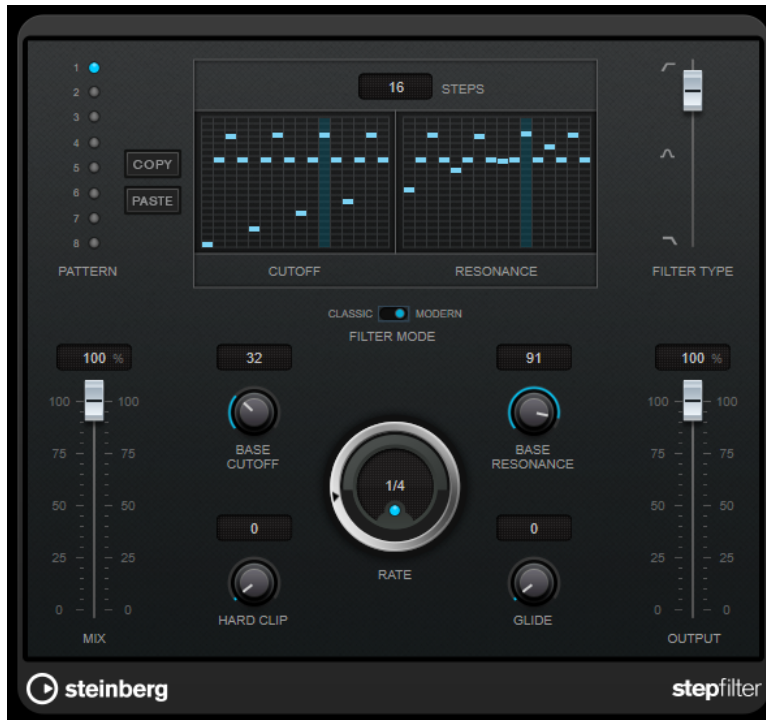 1
2
3
4
5
6
7
8
PATTERN
COPY
PASTE
16 STEPS
CUTOFF
RESONANCE
FILTER TYPE
CLASSIC MODERN
FILTER MODE
100 %
32
91
100 %
100 100
75 75
50 50
25 25
0 0
MIX
BASE
CUTOFF
BASE
RESONANCE
1/4
RATE
0
HARD CLIP
0
GLIDE
100 100
75 75
50 50
25 25
0 0
OUTPUT
steinberg
stepfilter